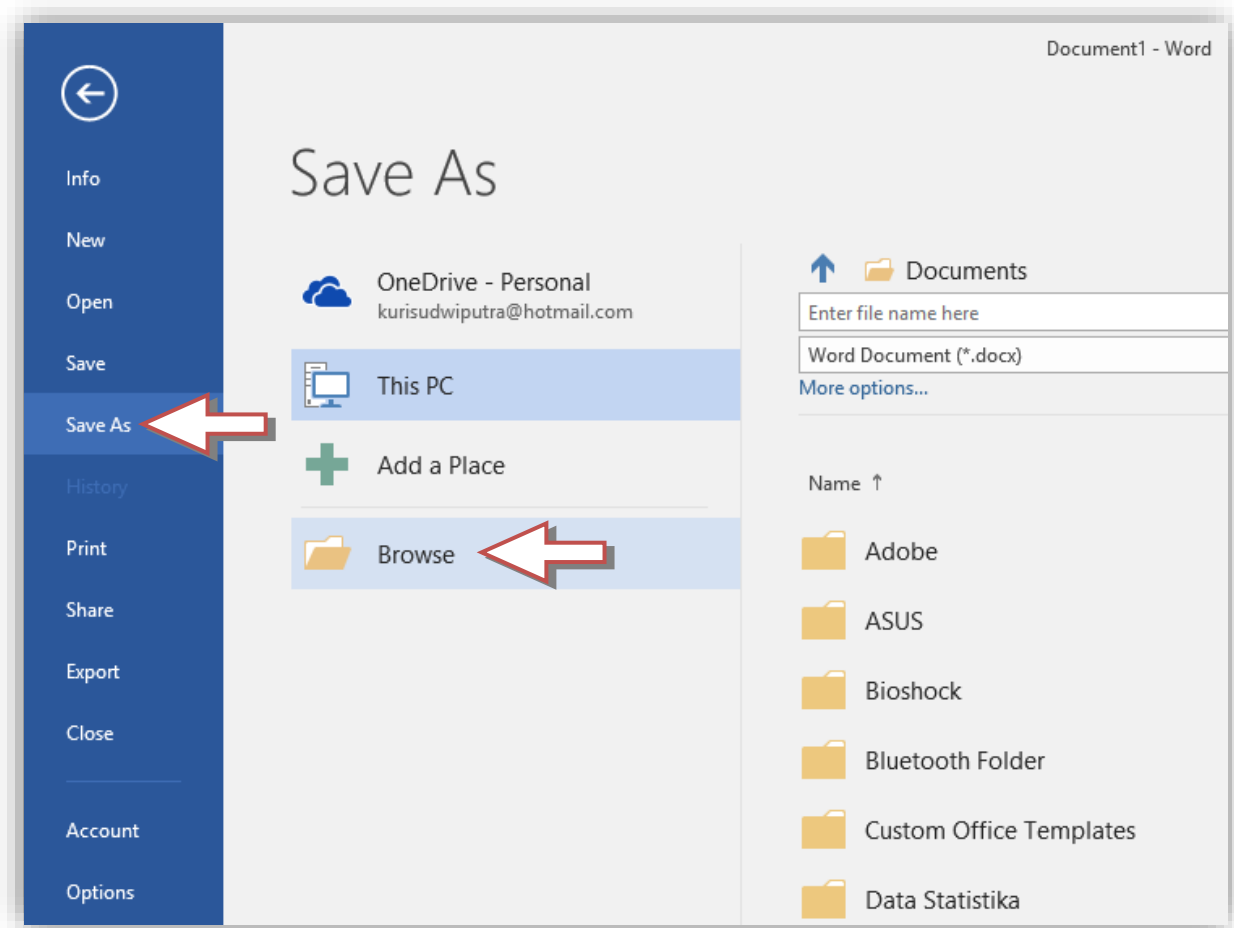 Document1 - Word
Info
New
Open
Save
Save As
History
Print
Share
Export
Close
Account
Options
Save As
OneDrive - Personal
kurisudwiputra@hotmail.com
This PC
Add a Place
Browse
Documents
Enter file name here
Word Document (*.docx)
More options...
Name ↑
Adobe
ASUS
Bioshock
Bluetooth Folder
Custom Office Templates
Data Statistika